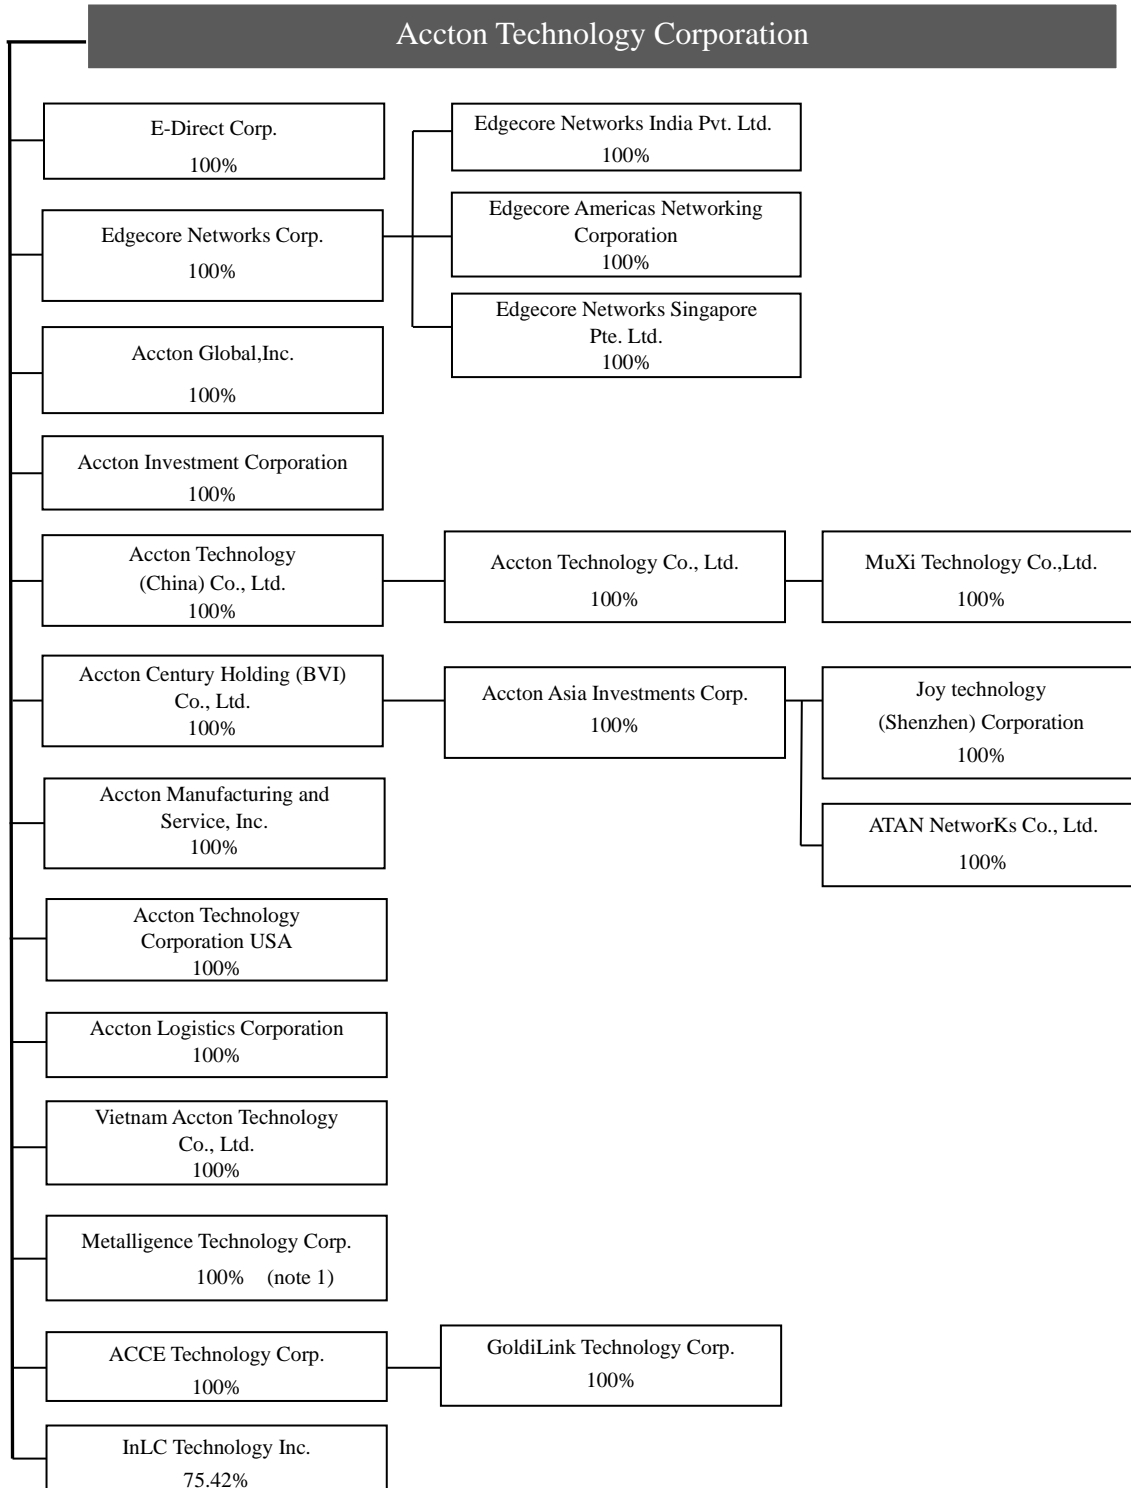 Accton Technology Corporation
E-Direct Corp.
100%
Edgecore Networks India Pvt. Ltd.
100%
Edgecore Networks Corp.
100%
Edgecore Americas Networking
Corporation
100%
Edgecore Networks Singapore
Pte. Ltd.
100%
Accton Global,Inc.
100%
Accton Investment Corporation
100%
Accton Technology
(China) Co., Ltd.
100%
Accton Technology Co., Ltd.
100%
MuXi Technology Co.,Ltd.
100%
Accton Century Holding (BVI)
Co., Ltd.
100%
Accton Asia Investments Corp.
100%
Joy technology
(Shenzhen) Corporation
100%
ATAN NetworKs Co., Ltd.
100%
Accton Manufacturing and
Service, Inc.
100%
Accton Technology
Corporation USA
100%
Accton Logistics Corporation
100%
Vietnam Accton Technology
Co., Ltd.
100%
Metalligence Technology Corp.
100% (note 1)
ACCE Technology Corp.
100%
GoldiLink Technology Corp.
100%
InLC Technology Inc.
75.42%